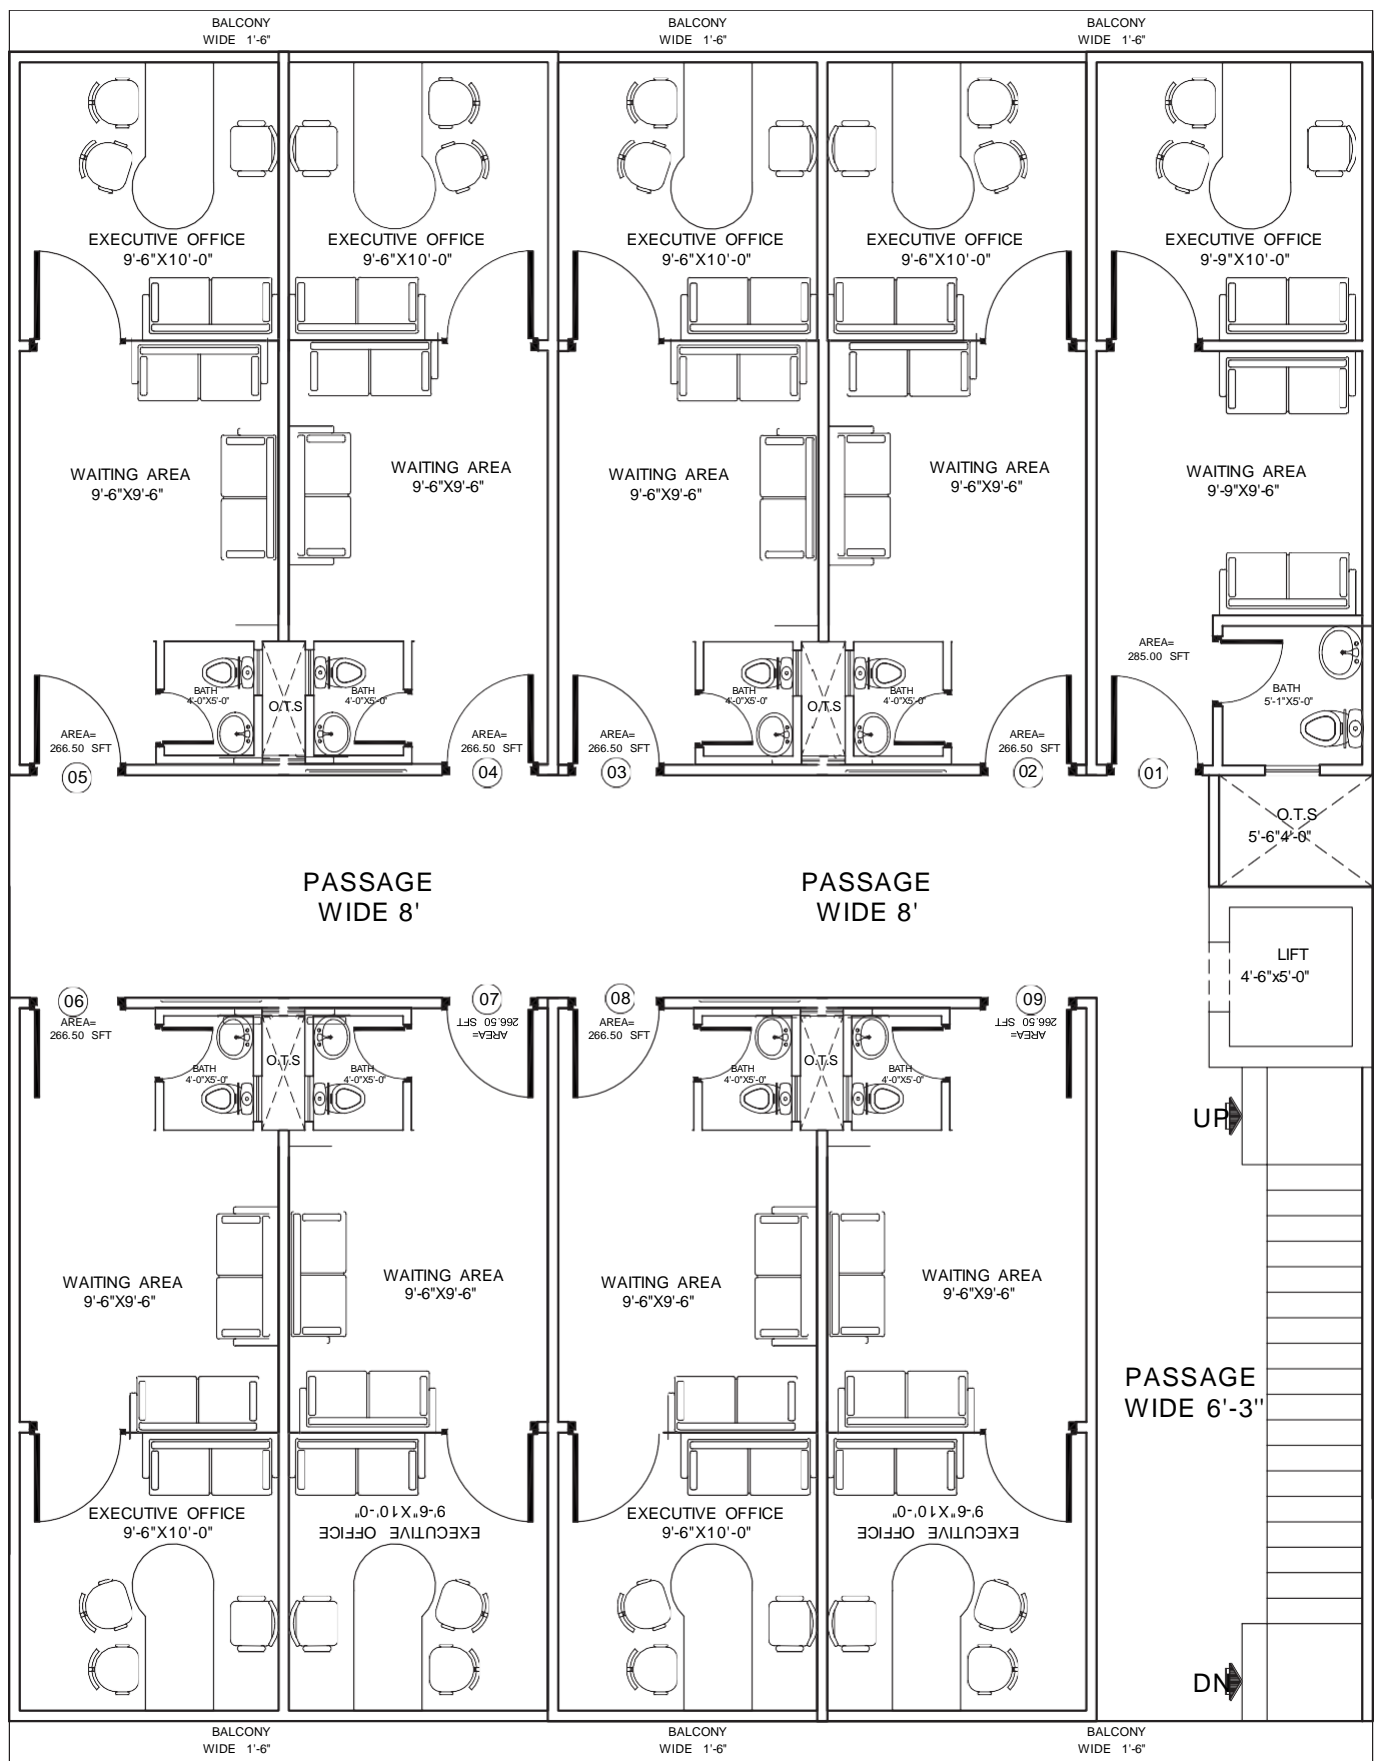 BALCONY
WIDE 1'-6"
BALCONY
WIDE 1'-6"
BALCONY
WIDE 1'-6"
EXECUTIVE OFFICE
9'-6"X10'-0"
EXECUTIVE OFFICE
9'-6"X10'-0"
EXECUTIVE OFFICE
9'-6"X10'-0"
EXECUTIVE OFFICE
9'-6"X10'-0"
EXECUTIVE OFFICE
9'-9"X10'-0"
WAITING AREA
9'-6"X9'-6"
WAITING AREA
9'-6"X9'-6"
WAITING AREA
9'-6"X9'-6"
WAITING AREA
9'-6"X9'-6"
WAITING AREA
9'-9"X9'-6"
AREA=
285.00 SFT
BATH
4'-0"X5'-0"
O.T.S
BATH
4'-0"X5'-0"
BATH
4'-0"X5'-0"
O.T.S
BATH
4'-0"X5'-0"
BATH
5'-1"X5'-0"
AREA=
266.50 SFT
05
AREA=
266.50 SFT
04
AREA=
266.50 SFT
03
AREA=
266.50 SFT
02
01
O.T.S
5'-6"4'-0"
PASSAGE
WIDE 8'
PASSAGE
WIDE 8'
LIFT
4'-6"x5'-0"
06
AREA=
266.50 SFT
07
AREA=
266.50 SFT
08
AREA=
266.50 SFT
09
AREA=
266.50 SFT
BATH
4'-0"X5'-0"
O.T.S
BATH
4'-0"X5'-0"
BATH
4'-0"X5'-0"
O.T.S
BATH
4'-0"X5'-0"
UP
WAITING AREA
9'-6"X9'-6"
WAITING AREA
9'-6"X9'-6"
WAITING AREA
9'-6"X9'-6"
WAITING AREA
9'-6"X9'-6"
PASSAGE
WIDE 6'-3"
EXECUTIVE OFFICE
9'-6"X10'-0"
EXECUTIVE OFFICE
9'-6"X10'-0"
EXECUTIVE OFFICE
9'-6"X10'-0"
EXECUTIVE OFFICE
9'-6"X10'-0"
DN
BALCONY
WIDE 1'-6"
BALCONY
WIDE 1'-6"
BALCONY
WIDE 1'-6"